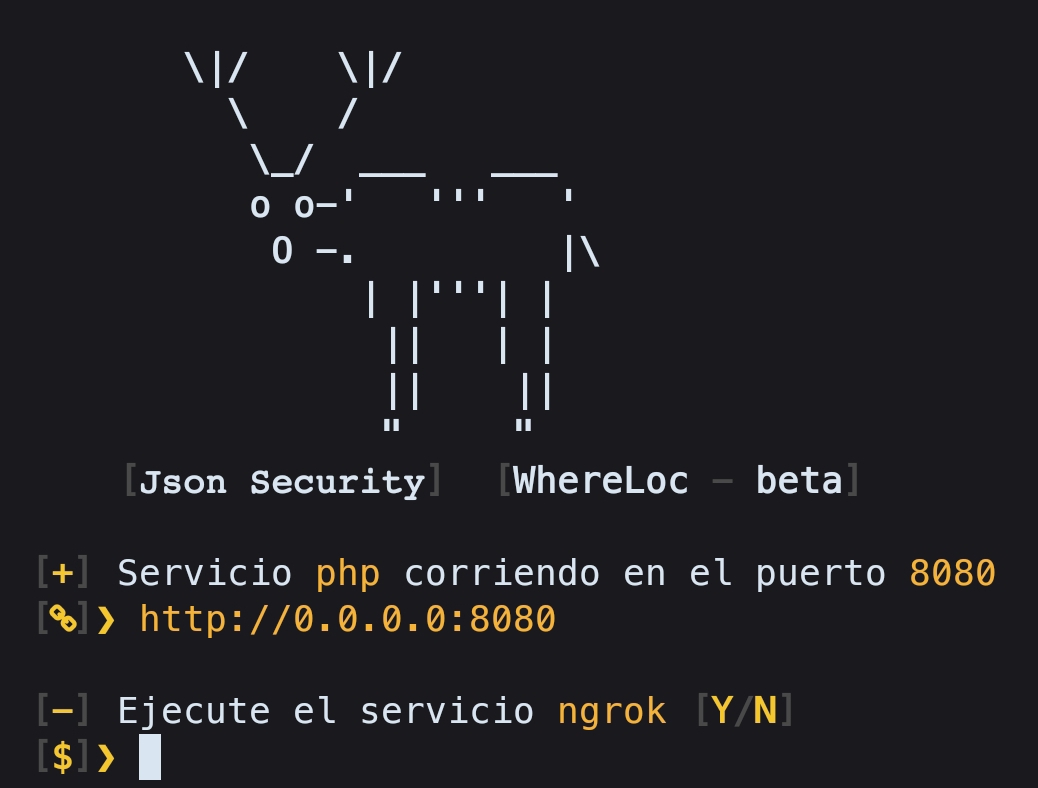 [Json Security] [WhereLoc - beta]
[+] Servicio php corriendo en el puerto 8080
[🔗]❯ http://0.0.0.0:8080
[-] Ejecute el servicio ngrok [Y/N]
[$]❯